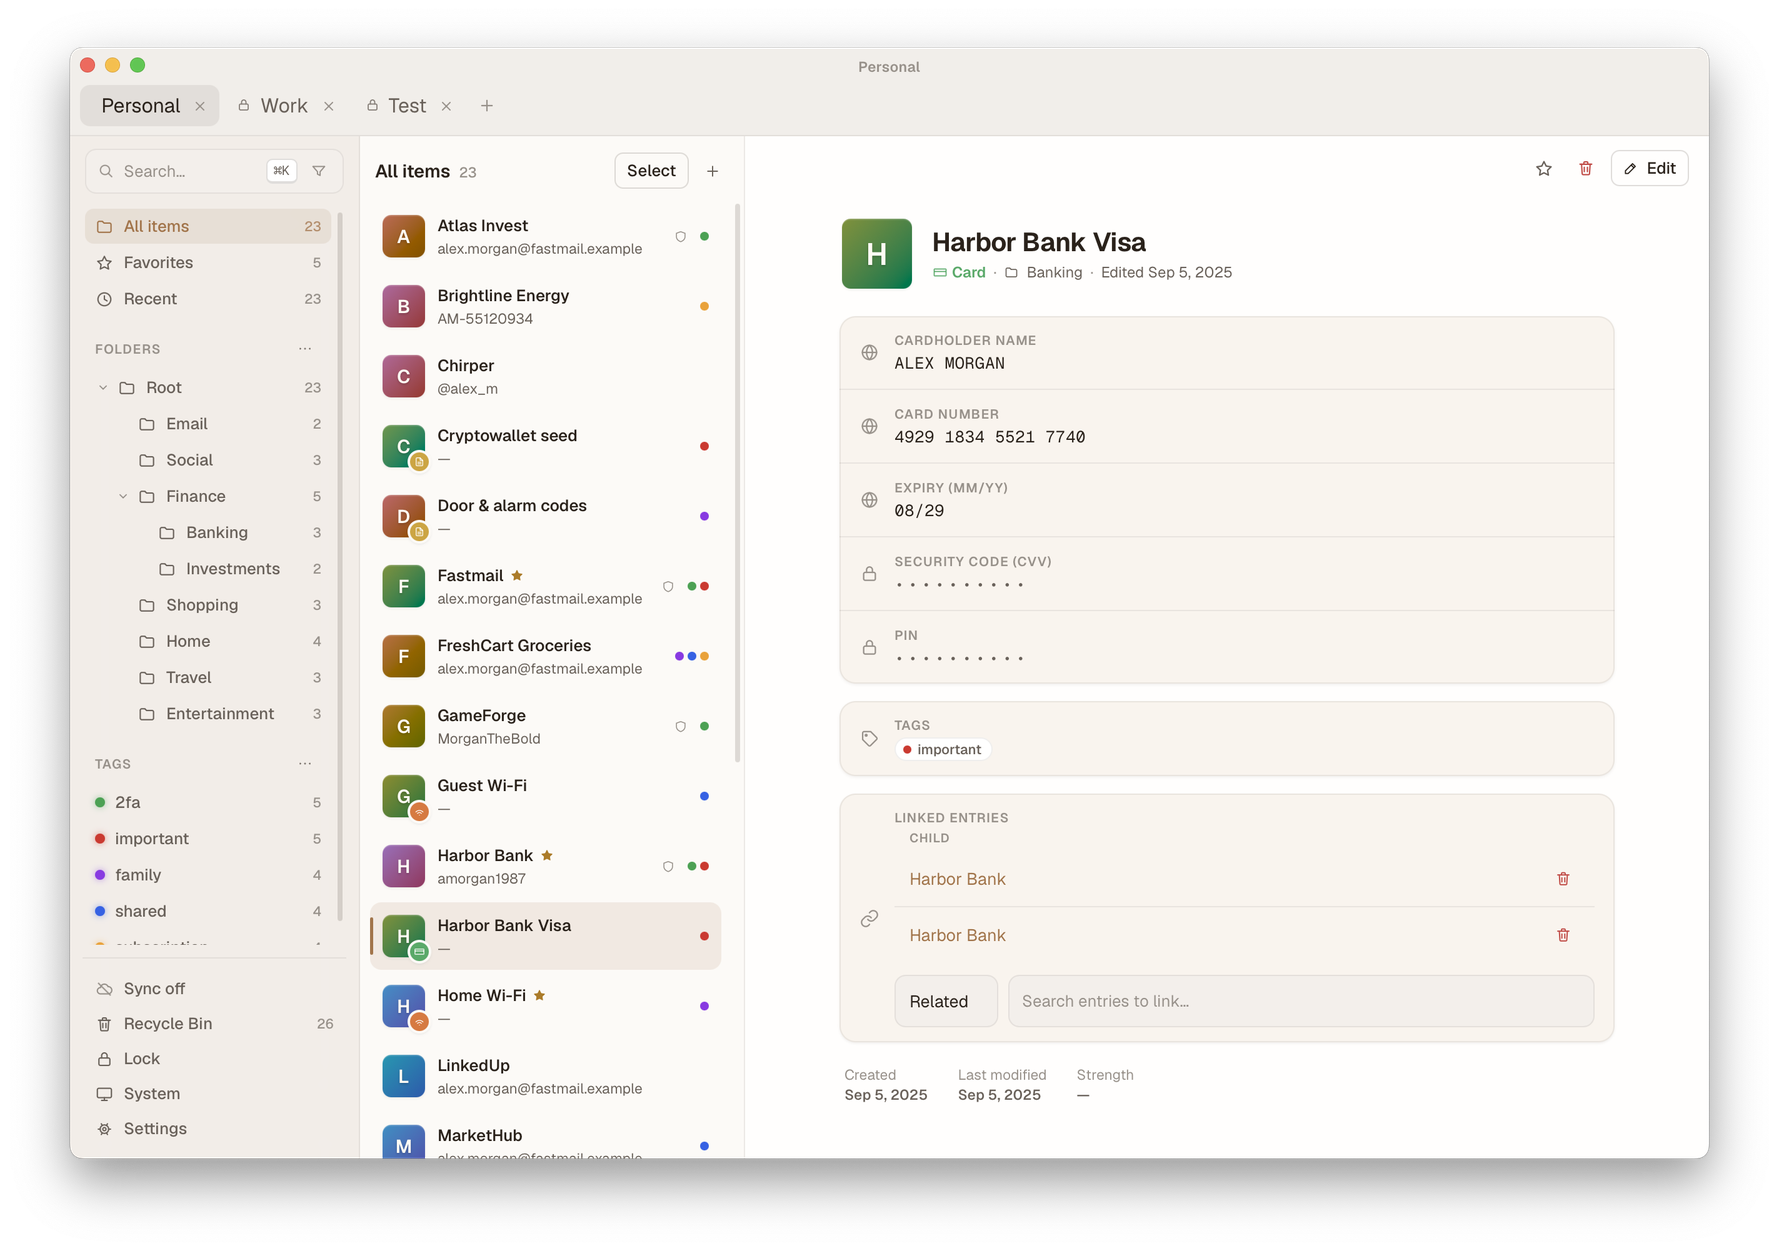 Personal
Personal
Work
Test
Search...
⌘K
All items 23
Favorites 5
Recent 23
FOLDERS
Root 23
Email 2
Social 3
Finance 5
Banking 3
Investments 2
Shopping 3
Home 4
Travel 3
Entertainment 3
TAGS
2fa 5
important 5
family 4
shared 4
Sync off
Recycle Bin 26
Lock
System
Settings
All items 23
Select
A
Atlas Invest
alex.morgan@fastmail.example
B
Brightline Energy
AM-55120934
C
Chirper
@alex_m
C
Cryptowallet seed
—
D
Door & alarm codes
—
F
Fastmail
alex.morgan@fastmail.example
F
FreshCart Groceries
alex.morgan@fastmail.example
G
GameForge
MorganTheBold
G
Guest Wi-Fi
—
H
Harbor Bank
amorgan1987
H
Harbor Bank Visa
—
H
Home Wi-Fi
—
L
LinkedUp
alex.morgan@fastmail.example
M
MarketHub
alex.morgan@fastmail.example
Edit
H
Harbor Bank Visa
Card · Banking · Edited Sep 5, 2025
CARDHOLDER NAME
ALEX MORGAN
CARD NUMBER
4929 1834 5521 7740
EXPIRY (MM/YY)
08/29
SECURITY CODE (CVV)
••••••••••
PIN
••••••••••
TAGS
important
LINKED ENTRIES
CHILD
Harbor Bank
Harbor Bank
Related
Search entries to link...
Created
Sep 5, 2025
Last modified
Sep 5, 2025
Strength
—